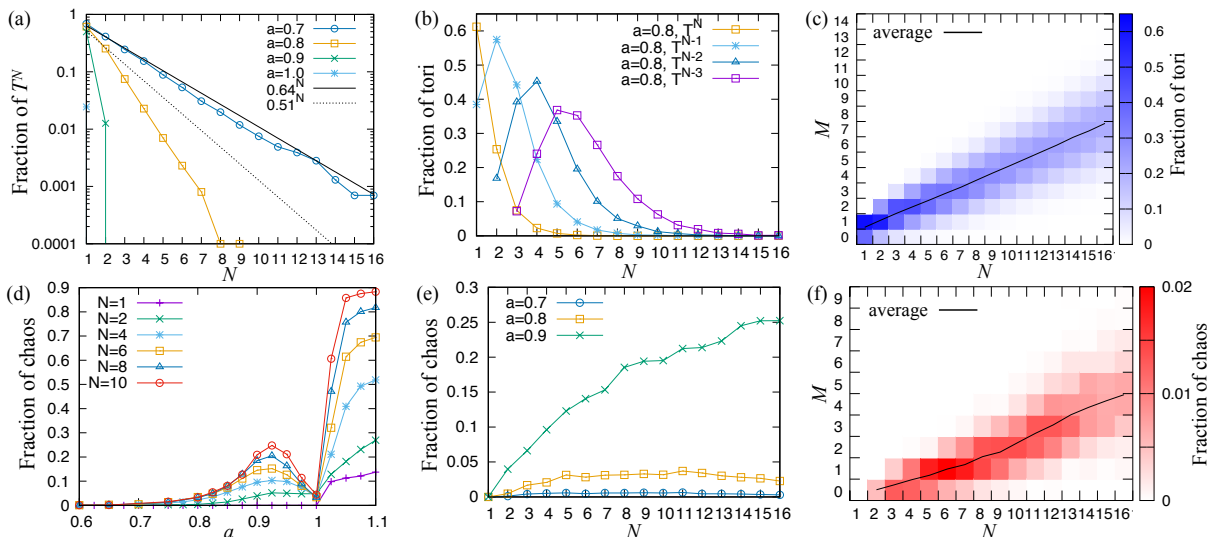 (a)
Fraction of T^N
1
0.1
0.01
0.001
0.0001
a=0.7
a=0.8
a=0.9
a=1.0
0.64^N
0.51^N
1 2 3 4 5 6 7 8 9 10 11 12 13 14 15 16
N
(b)
Fraction of tori
0.6
0.5
0.4
0.3
0.2
0.1
0
a=0.8, T^N
a=0.8, T^N-1
a=0.8, T^N-2
a=0.8, T^N-3
1 2 3 4 5 6 7 8 9 10 11 12 13 14 15 16
N
(c)
M
14
13
12
11
10
9
8
7
6
5
4
3
2
1
0
average
1 2 3 4 5 6 7 8 9 10 11 12 13 14 15 16
N
0.6
0.5
0.4
0.3
0.2
0.1
0
Fraction of tori
(d)
Fraction of chaos
0.9
0.8
0.7
0.6
0.5
0.4
0.3
0.2
0.1
0
N=1
N=2
N=4
N=6
N=8
N=10
0.6 0.7 0.8 0.9 1 1.1
a
(e)
Fraction of chaos
0.3
0.25
0.2
0.15
0.1
0.05
0
a=0.7
a=0.8
a=0.9
1 2 3 4 5 6 7 8 9 10 11 12 13 14 15 16
N
(f)
M
9
8
7
6
5
4
3
2
1
0
average
1 2 3 4 5 6 7 8 9 10 11 12 13 14 15 16
N
0.02
0.01
0
Fraction of chaos